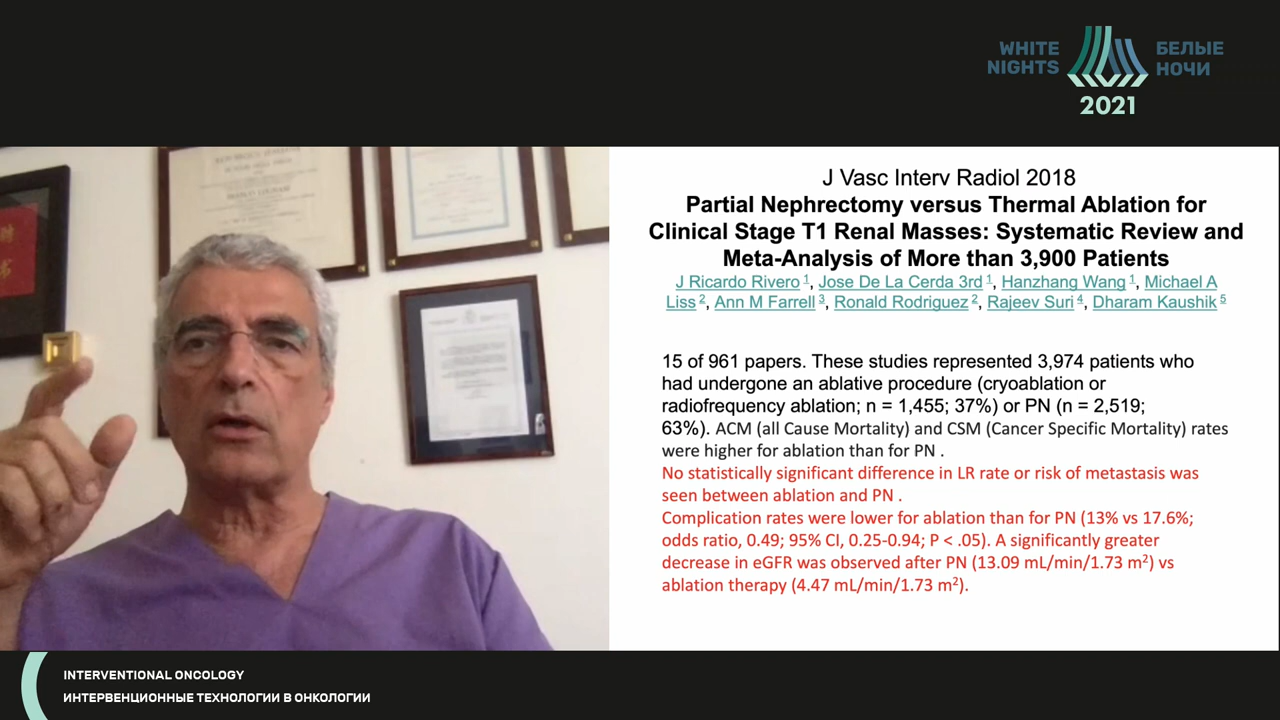 WHITE NIGHTS
БЕЛЫЕ НОЧИ
2021
J Vasc Interv Radiol 2018
Partial Nephrectomy versus Thermal Ablation for
Clinical Stage T1 Renal Masses: Systematic Review and
Meta-Analysis of More than 3,900 Patients
J Ricardo Rivero 1, Jose De La Cerda 3rd 1, Hanzhang Wang 1, Michael A
Liss 2, Ann M Farrell 3, Ronald Rodriguez 2, Rajeev Suri 4, Dharam Kaushik 5
15 of 961 papers. These studies represented 3,974 patients who
had undergone an ablative procedure (cryoablation or
radiofrequency ablation; n = 1,455; 37%) or PN (n = 2,519;
63%). ACM (all Cause Mortality) and CSM (Cancer Specific Mortality) rates
were higher for ablation than for PN .
No statistically significant difference in LR rate or risk of metastasis was
seen between ablation and PN .
Complication rates were lower for ablation than for PN (13% vs 17.6%;
odds ratio, 0.49; 95% CI, 0.25-0.94; P < .05). A significantly greater
decrease in eGFR was observed after PN (13.09 mL/min/1.73 m²) vs
ablation therapy (4.47 mL/min/1.73 m²).
INTERVENTIONAL ONCOLOGY
ИНТЕРВЕНЦИОННЫЕ ТЕХНОЛОГИИ В ОНКОЛОГИИ